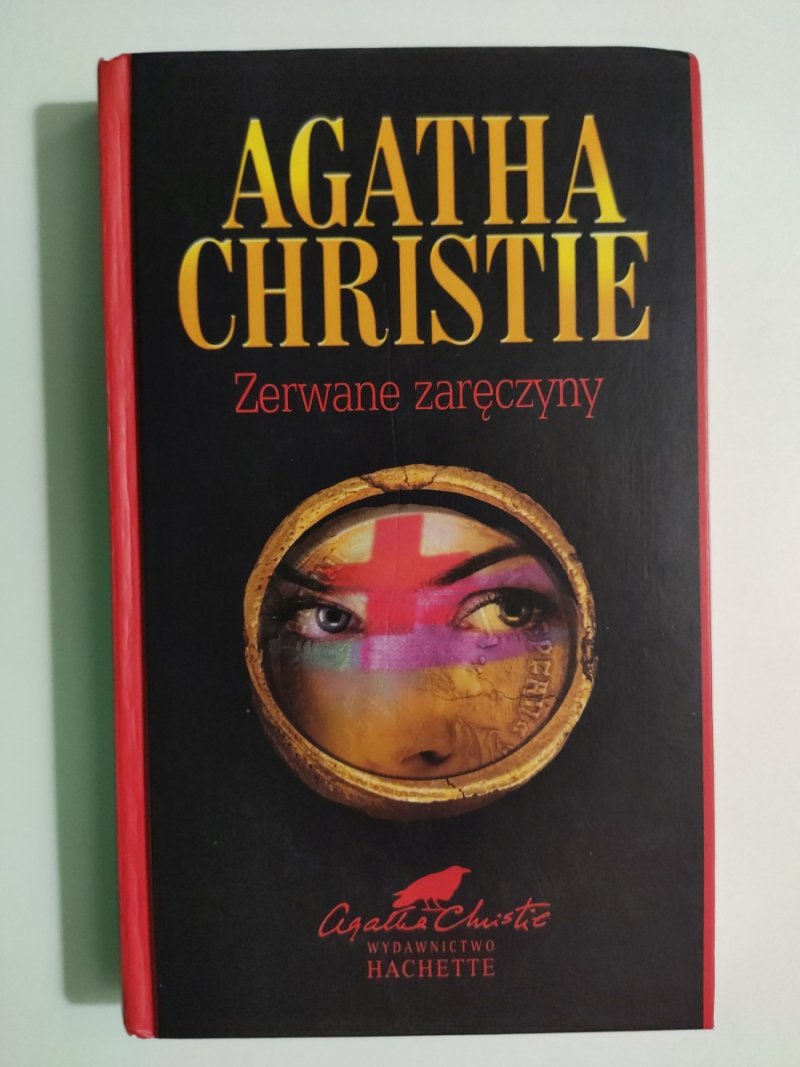 AGATHA
CHRISTIE
Zerwane zaręczyny
Agatha Christie
WYDAWNICTWO
HACHETTE